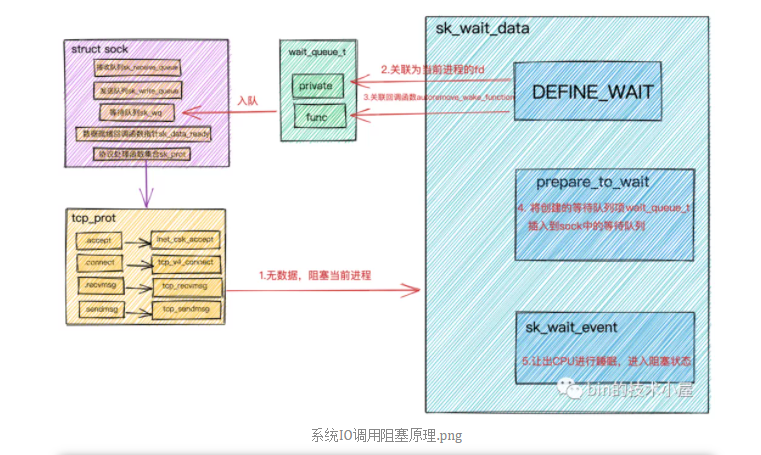 struct sock
接收队列sk_receive_queue
发送队列sk_write_queue
等待队列sk_wq
数据就绪回调函数指针sk_data_ready
协议处理函数集合sk_prot
wait_queue_t
private
func
入队
2.关联为当前进程的fd
3.关联回调函数autoremove_wake_function
sk_wait_data
DEFINE_WAIT
prepare_to_wait
4. 将创建的等待队列项wait_queue_t
插入到sock中的等待队列
sk_wait_event
5.让出CPU进行睡眠，进入阻塞状态
tcp_prot
.accept
inet_csk_accept
.connect
tcp_v4_connect
.recvmsg
tcp_recvmsg
.sendmsg
tcp_sendmsg
1.无数据，阻塞当前进程
bin的技术小屋
系统IO调用阻塞原理.png